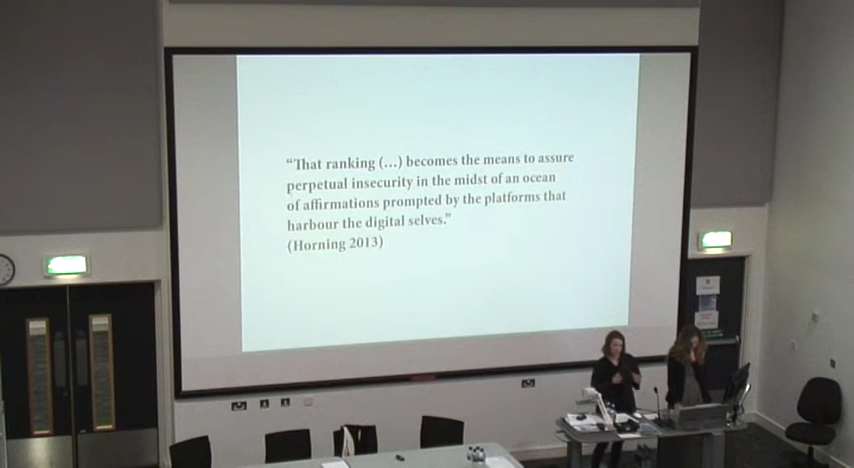 “That ranking (...) becomes the means to assure
perpetual insecurity in the midst of an ocean
of affirmations prompted by the platforms that
harbour the digital selves.”
(Horning 2013)